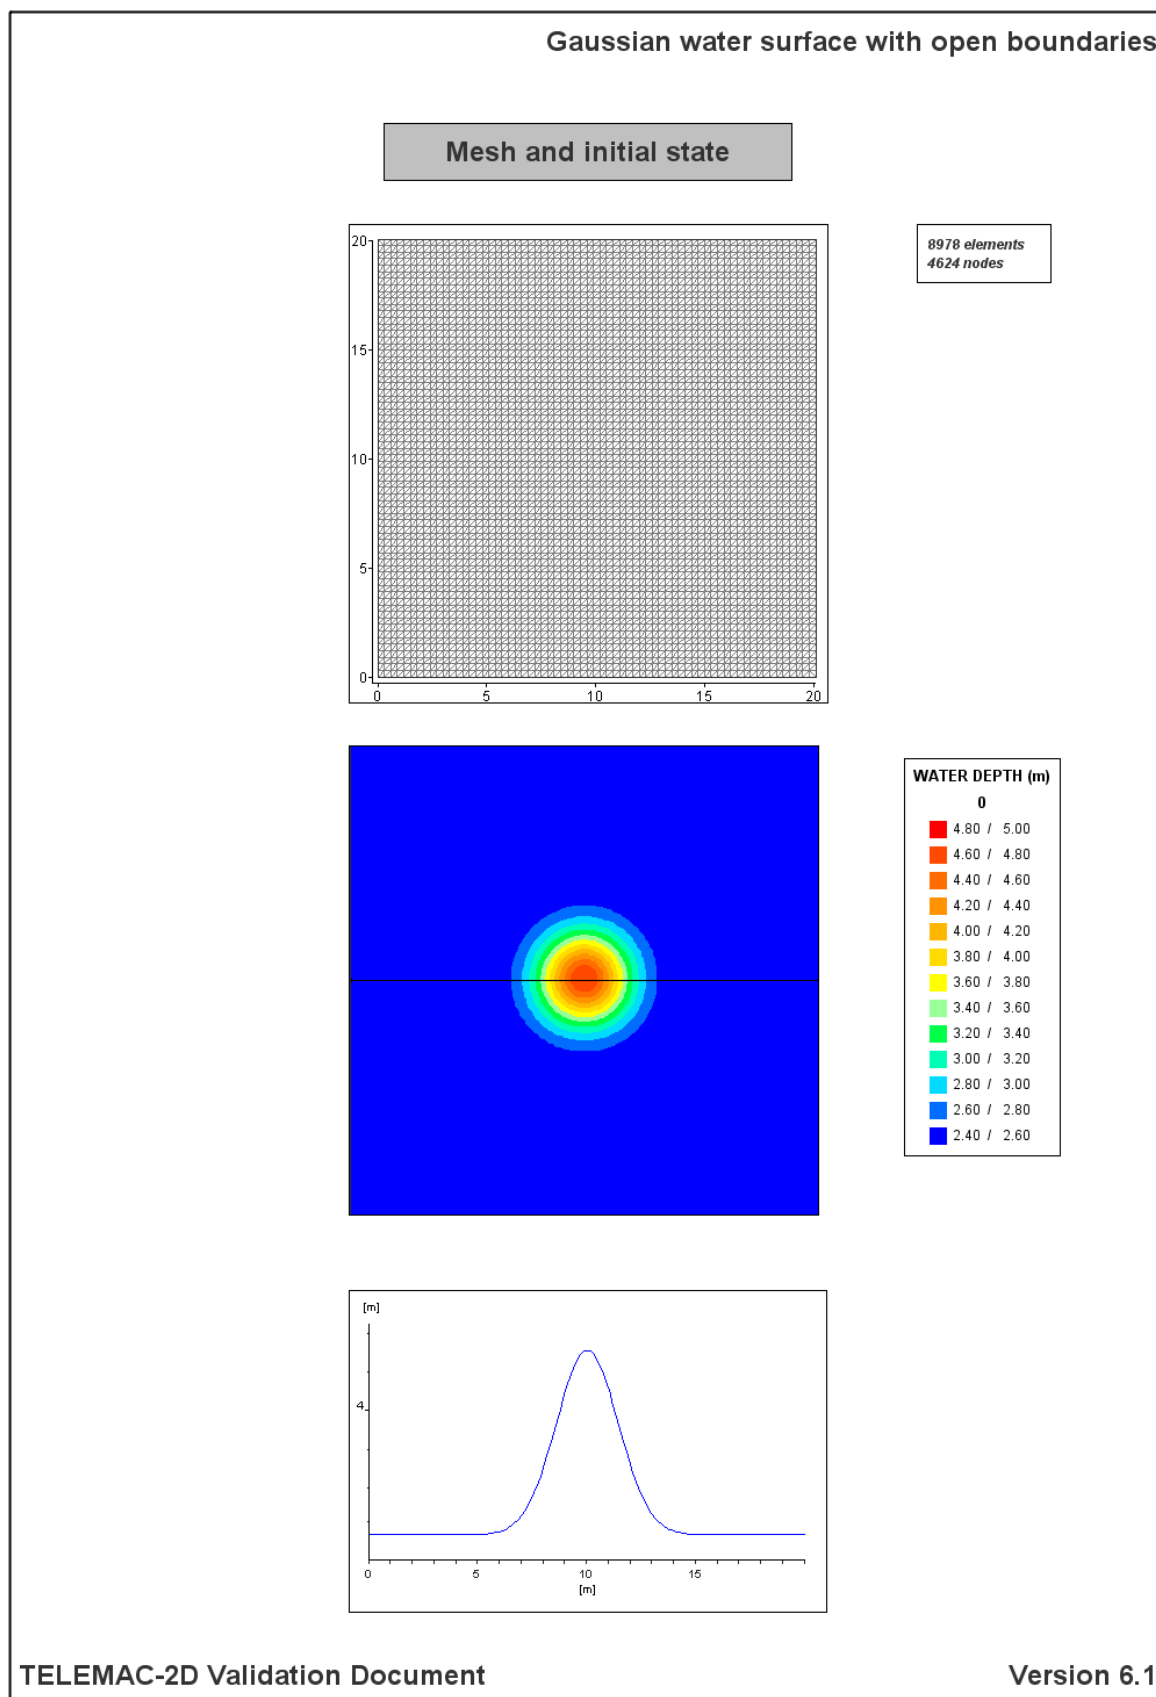 Gaussian water surface with open boundaries
Mesh and initial state
8978 elements
4624 nodes
20
15
10
5
0
0 5 10 15 20
WATER DEPTH (m)
0
4.80 / 5.00
4.60 / 4.80
4.40 / 4.60
4.20 / 4.40
4.00 / 4.20
3.80 / 4.00
3.60 / 3.80
3.40 / 3.60
3.20 / 3.40
3.00 / 3.20
2.80 / 3.00
2.60 / 2.80
2.40 / 2.60
[m]
4
0 5 10 15
[m]
TELEMAC-2D Validation Document Version 6.1